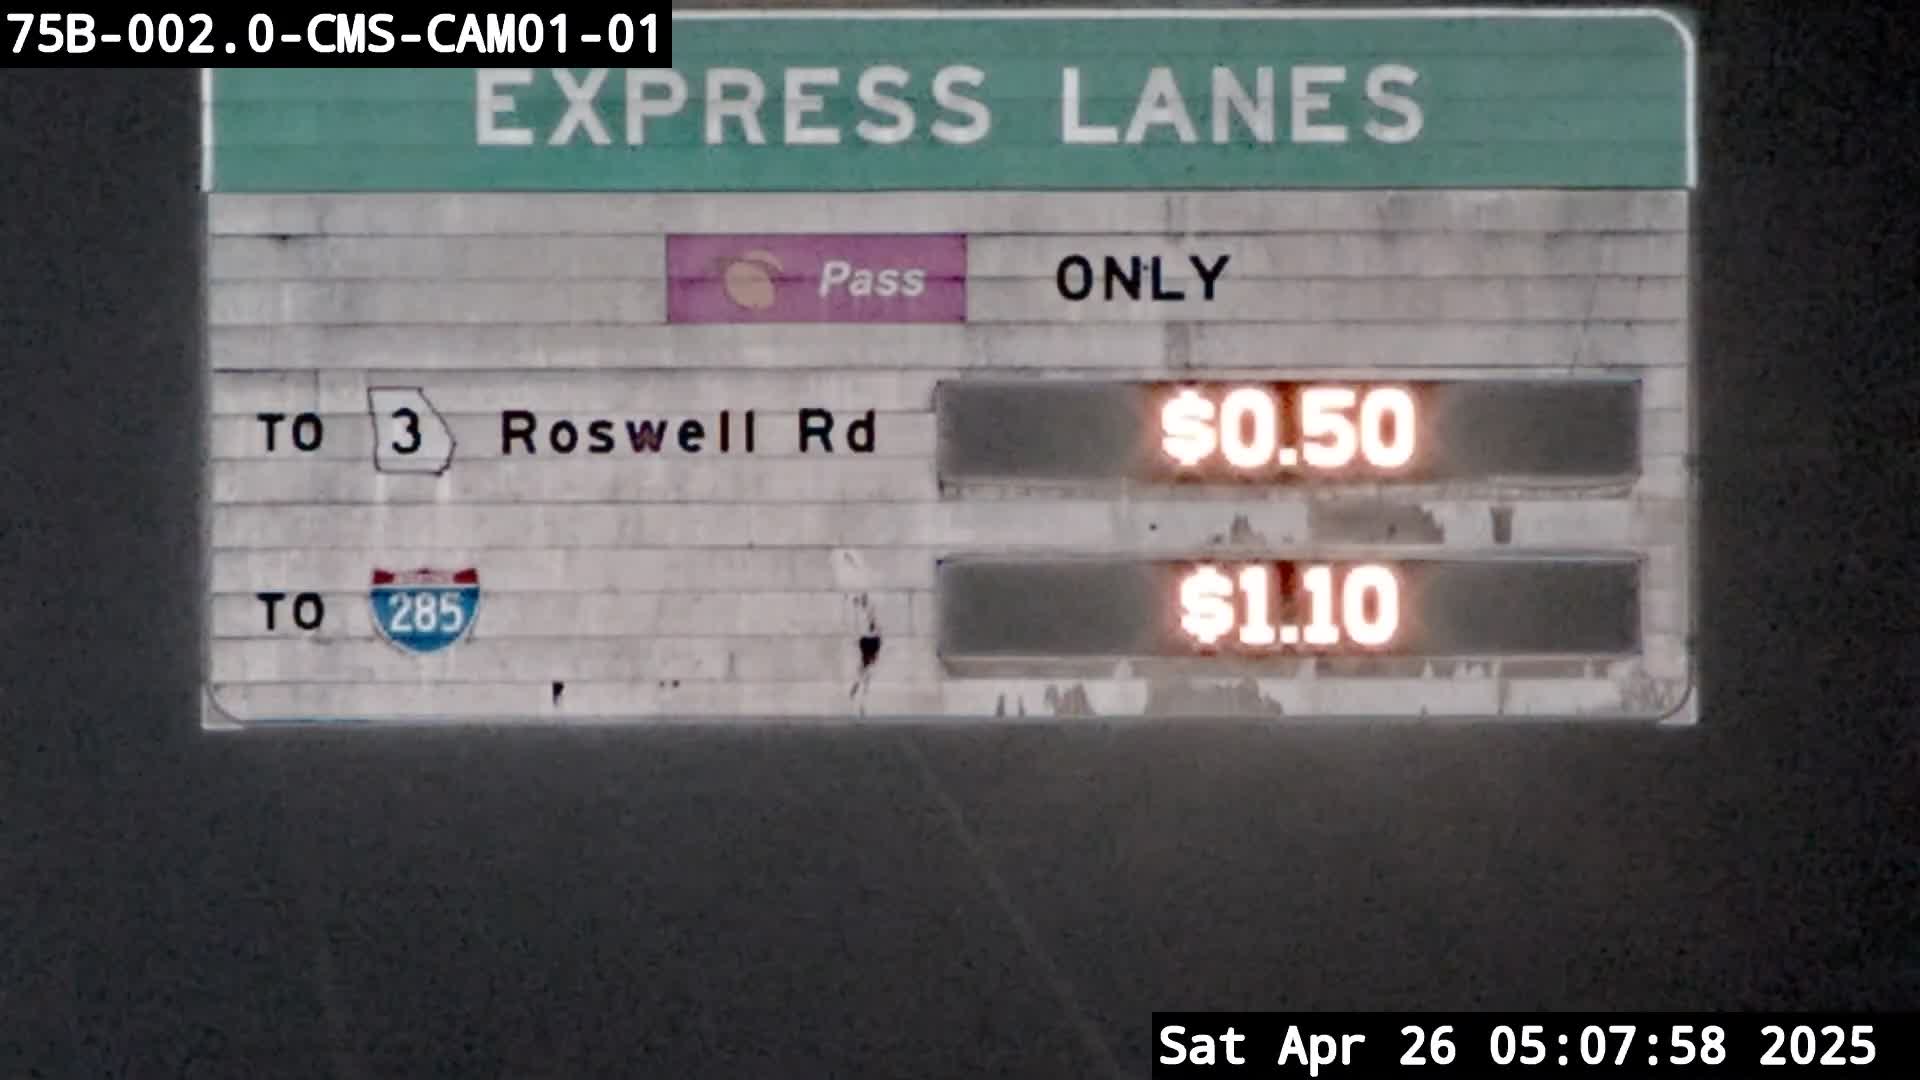 75B-002.0-CMS-CAM01-01
EXPRESS LANES
Pass ONLY
TO 3 Roswell Rd $0.50
TO 285 $1.10
Sat Apr 26 05:07:58 2025